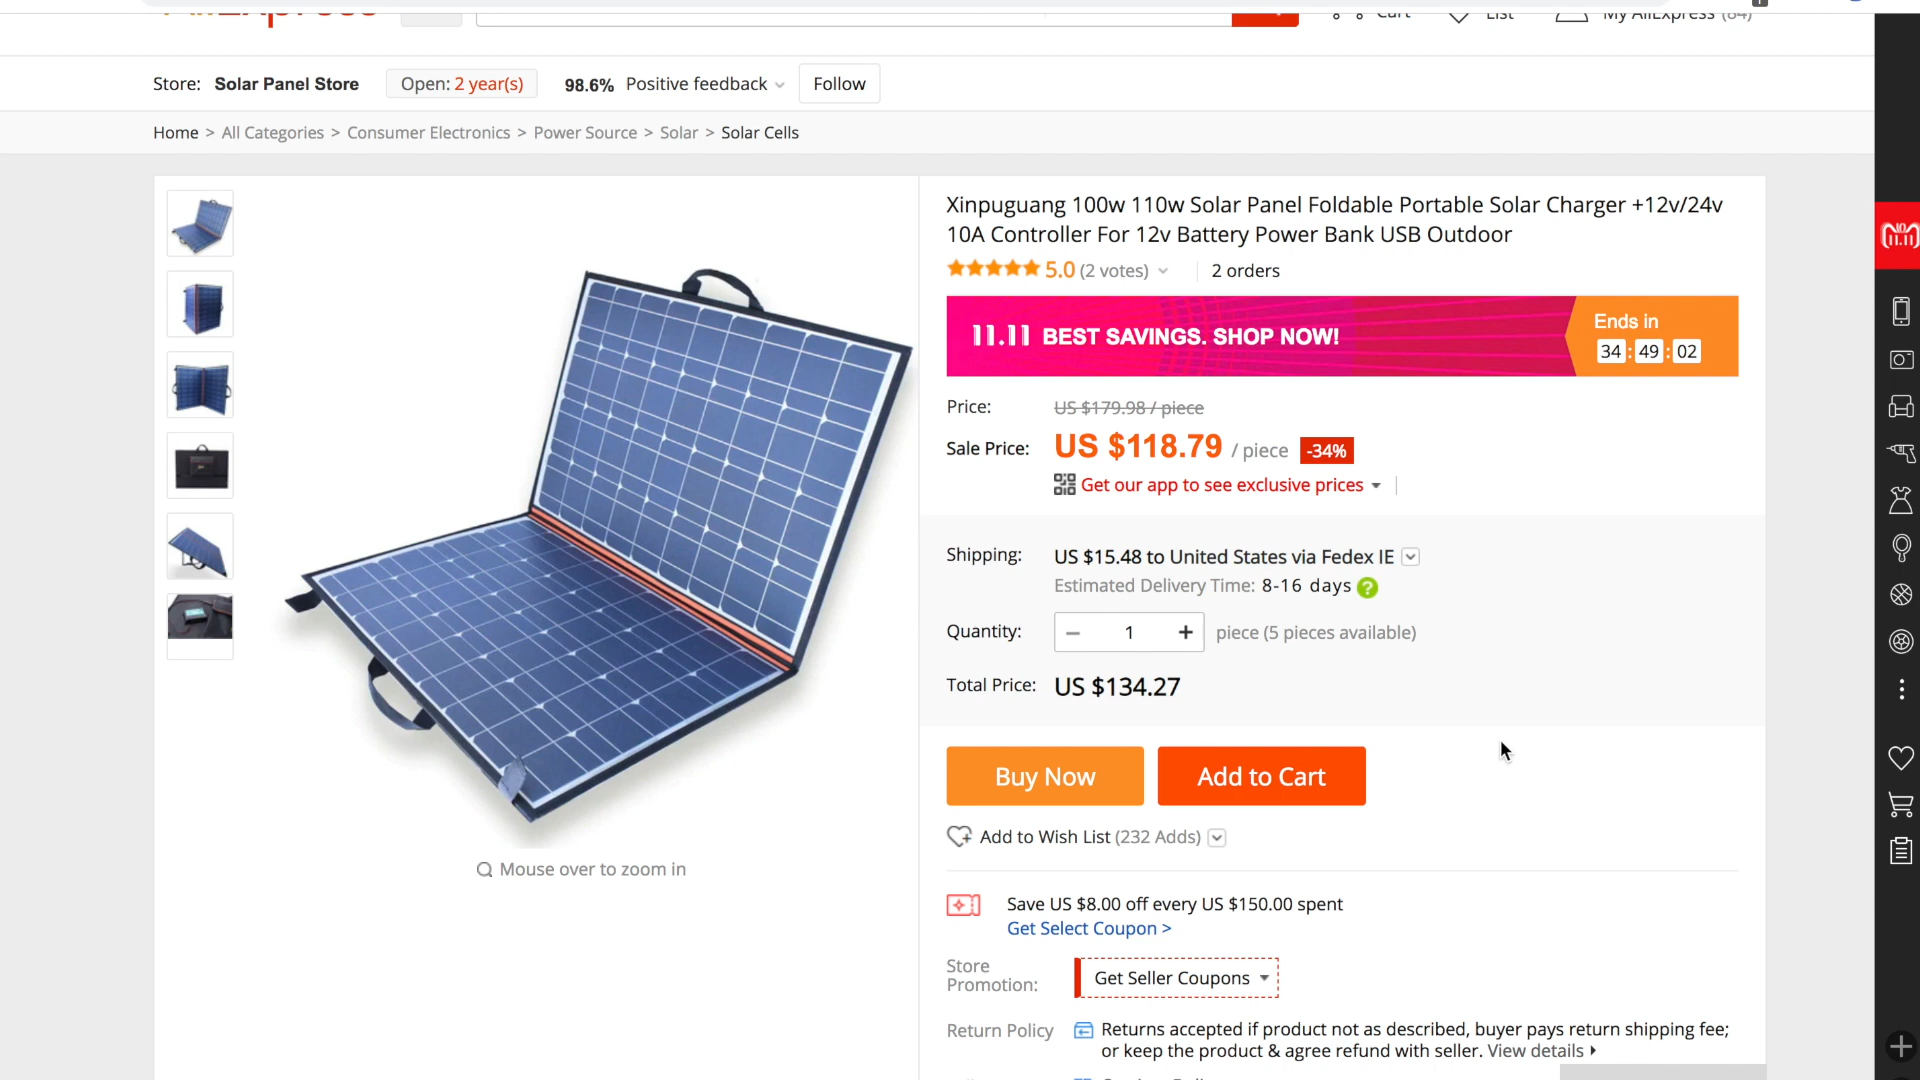 Cart
List
My AliExpress (84)
Store: Solar Panel Store Open: 2 year(s) 98.6% Positive feedback Follow
Home > All Categories > Consumer Electronics > Power Source > Solar > Solar Cells
Xinpuguang 100w 110w Solar Panel Foldable Portable Solar Charger +12v/24v
10A Controller For 12v Battery Power Bank USB Outdoor
5.0 (2 votes) 2 orders
11.11 BEST SAVINGS. SHOP NOW!
Ends in
34 : 49 : 02
Price: US $179.98 / piece
Sale Price: US $118.79 / piece -34%
Get our app to see exclusive prices
Shipping: US $15.48 to United States via Fedex IE
Estimated Delivery Time: 8-16 days ?
Quantity: − 1 + piece (5 pieces available)
Total Price: US $134.27
Buy Now Add to Cart
Add to Wish List (232 Adds)
Mouse over to zoom in
Save US $8.00 off every US $150.00 spent
Get Select Coupon >
Store
Promotion:
Get Seller Coupons
Return Policy
Returns accepted if product not as described, buyer pays return shipping fee;
or keep the product & agree refund with seller. View details
11.11